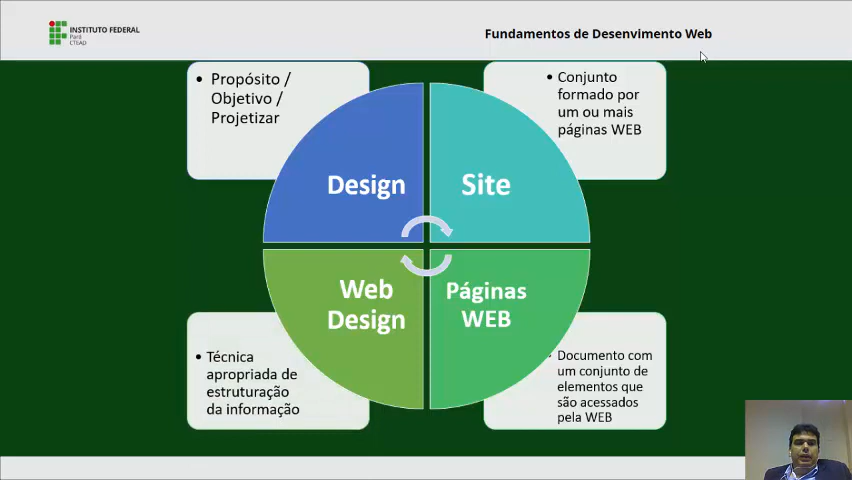 INSTITUTO FEDERAL
Pará
CTEAD
Fundamentos de Desenvimento Web
• Propósito /
Objetivo /
Projetizar
• Conjunto
formado por
um ou mais
páginas WEB
Design
Site
Web
Design
Páginas
WEB
• Técnica
apropriada de
estruturação
da informação
• Documento com
um conjunto de
elementos que
são acessados
pela WEB